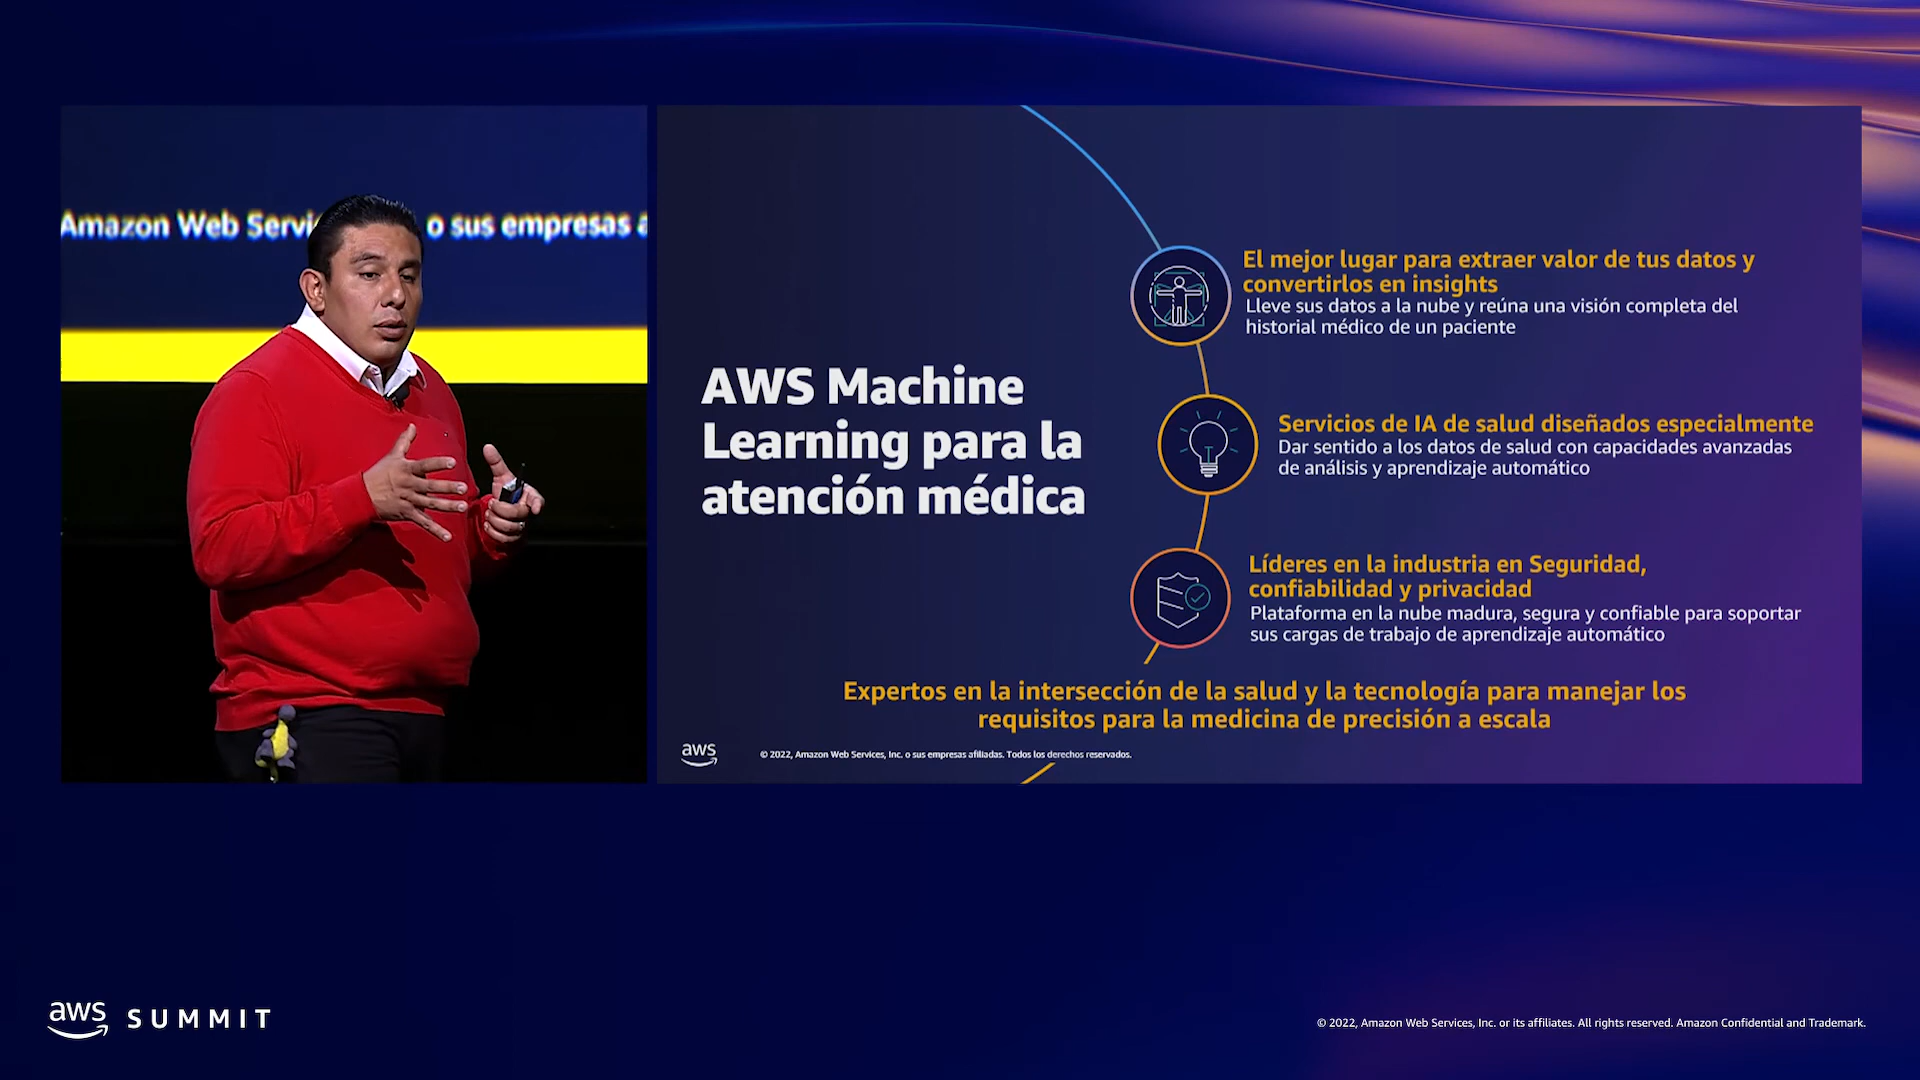 Amazon Web Servi
o sus empresas a
AWS Machine
Learning para la
atención médica
El mejor lugar para extraer valor de tus datos y
convertirlos en insights
Lleve sus datos a la nube y reúna una visión completa del
historial médico de un paciente
Servicios de IA de salud diseñados especialmente
Dar sentido a los datos de salud con capacidades avanzadas
de análisis y aprendizaje automático
Líderes en la industria en Seguridad,
confiabilidad y privacidad
Plataforma en la nube madura, segura y confiable para soportar
sus cargas de trabajo de aprendizaje automático
Expertos en la intersección de la salud y la tecnología para manejar los
requisitos para la medicina de precisión a escala
aws
© 2022, Amazon Web Services, Inc. o sus empresas afiliadas. Todos los derechos reservados.
aws SUMMIT
© 2022, Amazon Web Services, Inc. or its affiliates. All rights reserved. Amazon Confidential and Trademark.